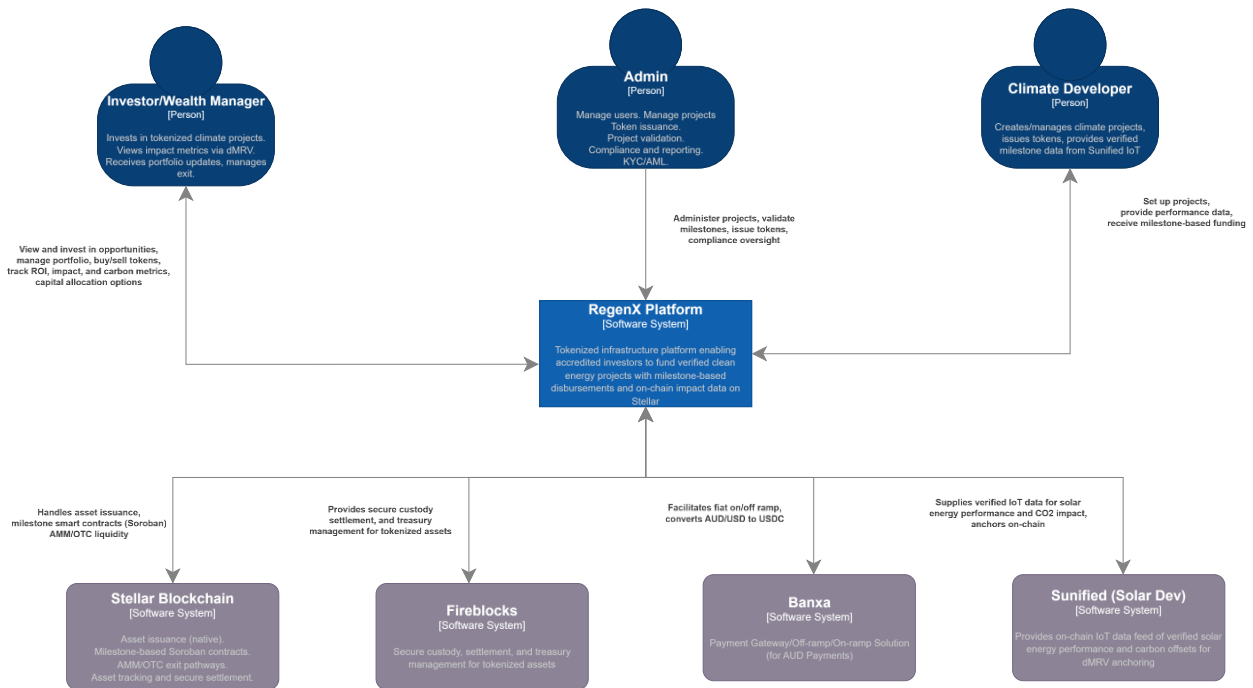 Investor/Wealth Manager
[Person]
Invests in tokenized climate projects.
Views impact metrics via dMRV.
Receives portfolio updates, manages
exit.
Admin
[Person]
Manage users. Manage projects
Token issuance.
Project validation.
Compliance and reporting.
KYC/AML.
Climate Developer
[Person]
Creates/manages climate projects,
issues tokens, provides verified
milestone data from Sunified IoT
View and invest in opportunities,
manage portfolio, buy/sell tokens,
track ROI, impact, and carbon metrics,
capital allocation options
Administer projects, validate
milestones, issue tokens,
compliance oversight
Set up projects,
provide performance data,
receive milestone-based funding
RegenX Platform
[Software System]
Tokenized infrastructure platform enabling
accredited investors to fund verified clean
energy projects with milestone-based
disbursements and on-chain impact data on
Stellar
Handles asset issuance,
milestone smart contracts (Soroban)
AMM/OTC liquidity
Provides secure custody
settlement, and treasury
management for tokenized assets
Facilitates fiat on/off ramp,
converts AUD/USD to USDC
Supplies verified IoT data for solar
energy performance and CO2 impact,
anchors on-chain
Stellar Blockchain
[Software System]
Asset issuance (native).
Milestone-based Soroban contracts.
AMM/OTC exit pathways.
Asset tracking and secure settlement.
Fireblocks
[Software System]
Secure custody, settlement, and treasury
management for tokenized assets
Banxa
[Software System]
Payment Gateway/Off-ramp/On-ramp Solution
(for AUD Payments)
Sunified (Solar Dev)
[Software System]
Provides on-chain IoT data feed of verified solar
energy performance and carbon offsets for
dMRV anchoring